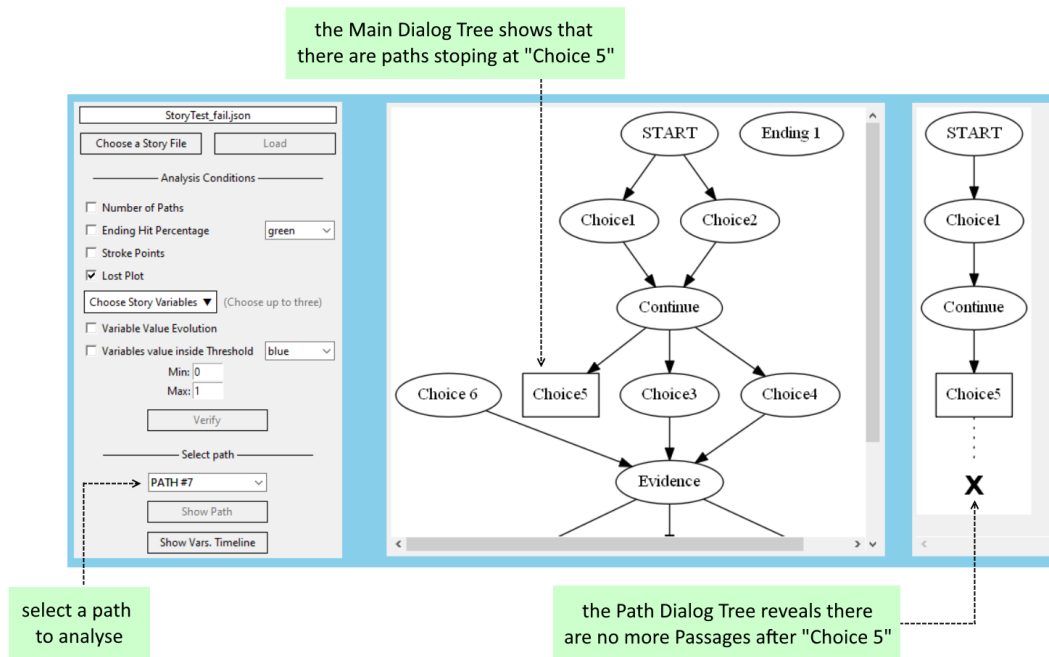 the Main Dialog Tree shows that
there are paths stoping at "Choice 5"
StoryTest_fail.json
Choose a Story File
Load
Analysis Conditions
Number of Paths
Ending Hit Percentage
green
Stroke Points
Lost Plot
Choose Story Variables ▼
(Choose up to three)
Variable Value Evolution
Variables value inside Threshold
blue
Min: 0
Max: 1
Verify
Select path
PATH #7
Show Path
Show Vars. Timeline
START
Ending 1
Choice1
Choice2
Continue
Choice 6
Choice5
Choice3
Choice4
Evidence
START
Choice1
Continue
Choice5
X
select a path
to analyse
the Path Dialog Tree reveals there
are no more Passages after "Choice 5"